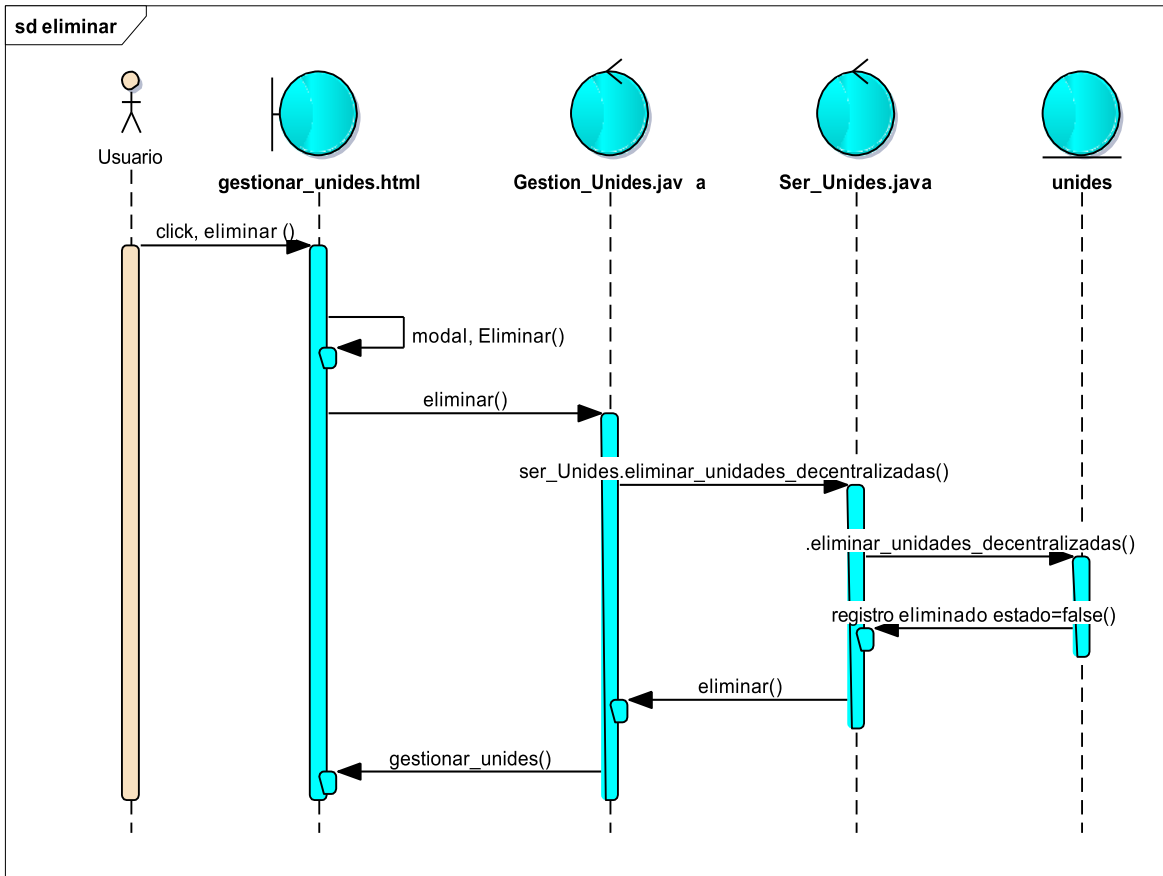 sd eliminar
Usuario
gestionar_unides.html
Gestion_Unides.jav a
Ser_Unides.java
unides
click, eliminar ()
modal, Eliminar()
eliminar()
ser_Unides.eliminar_unidades_decentralizadas()
.eliminar_unidades_decentralizadas()
registro eliminado estado=false()
eliminar()
gestionar_unides()